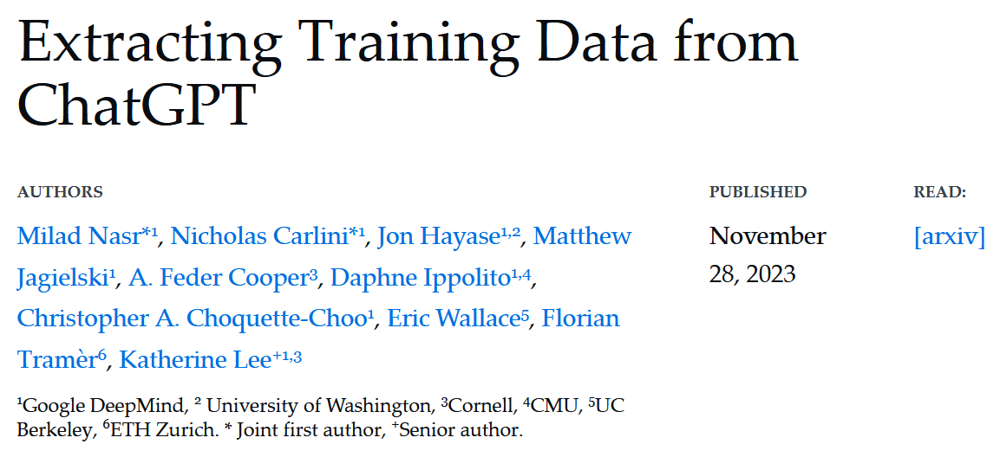 Extracting Training Data from
ChatGPT
AUTHORS
Milad Nasr*¹, Nicholas Carlini*¹, Jon Hayase¹,², Matthew
Jagielski¹, A. Feder Cooper³, Daphne Ippolito¹,⁴,
Christopher A. Choquette-Choo¹, Eric Wallace⁵, Florian
Tramèr⁶, Katherine Lee⁺¹,³
PUBLISHED
November
28, 2023
READ:
[arxiv]
¹Google DeepMind, ² University of Washington, ³Cornell, ⁴CMU, ⁵UC
Berkeley, ⁶ETH Zurich. * Joint first author, ⁺Senior author.